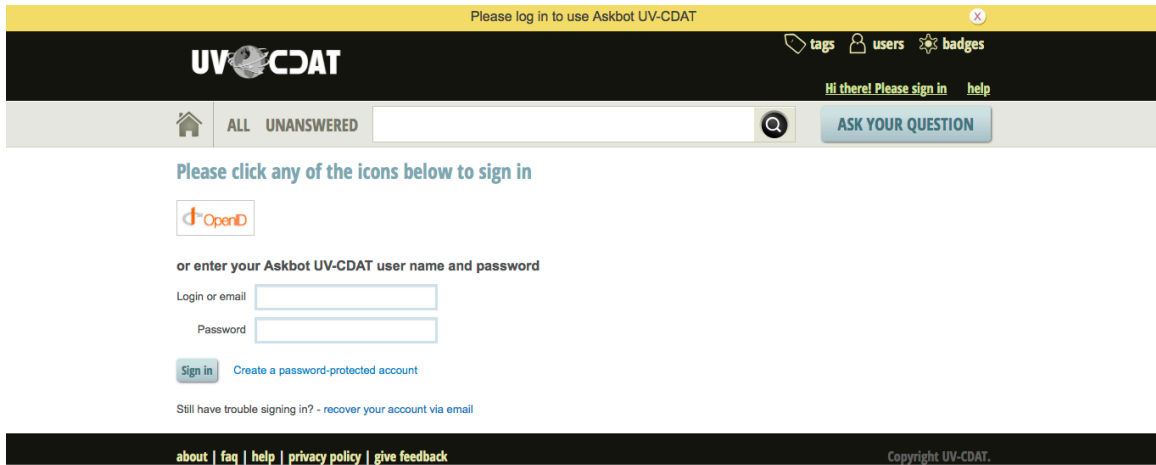 Please log in to use Askbot UV-CDAT X
UV CDAT
tags users badges
Hi there! Please sign in help
ALL UNANSWERED
ASK YOUR QUESTION
Please click any of the icons below to sign in
OpenID
or enter your Askbot UV-CDAT user name and password
Login or email
Password
Sign in Create a password-protected account
Still have trouble signing in? - recover your account via email
about | faq | help | privacy policy | give feedback Copyright UV-CDAT.